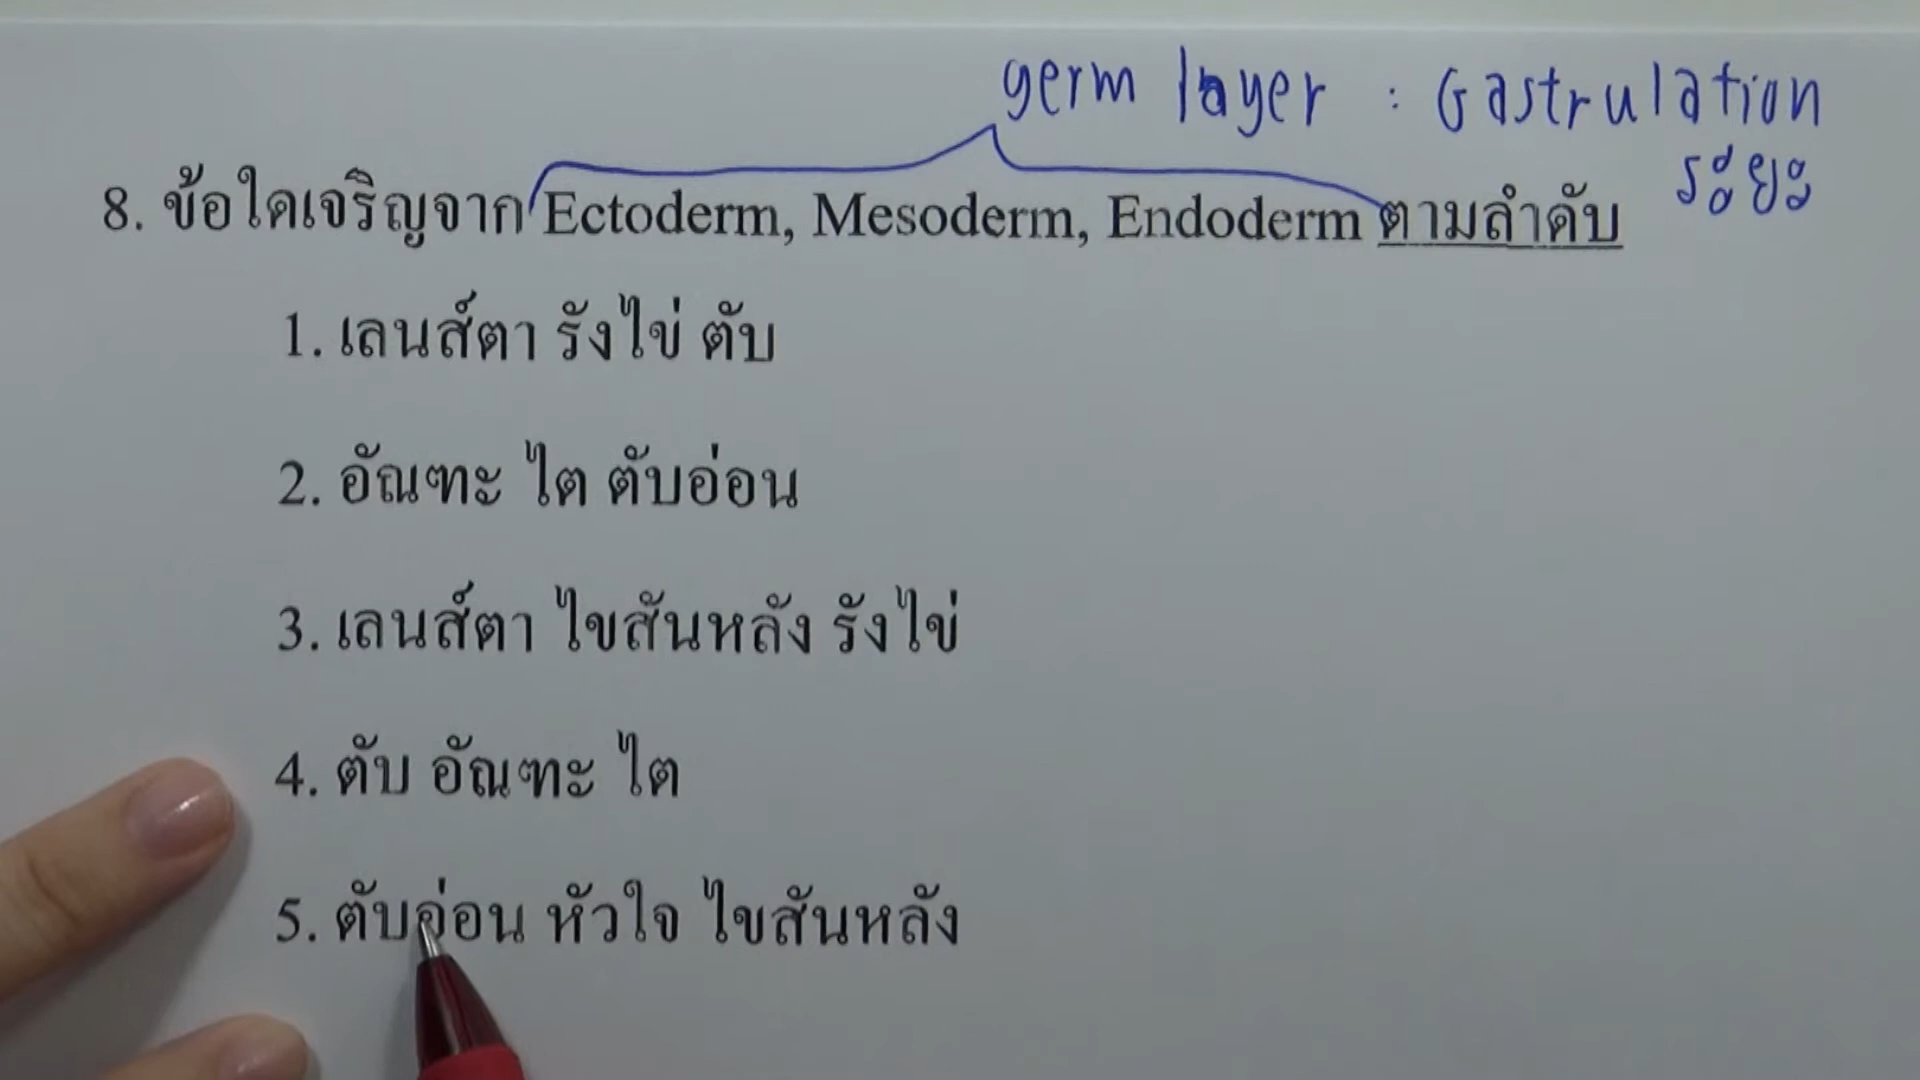 germ layer : Gastrulation
ระยะ
8. ข้อใดเจริญจาก Ectoderm, Mesoderm, Endoderm ตามลำดับ
1. เลนส์ตา รังไข่ ตับ
2. อัณฑะ ไต ตับอ่อน
3. เลนส์ตา ไขสันหลัง รังไข่
4. ตับ อัณฑะ ไต
5. ตับอ่อน หัวใจ ไขสันหลัง